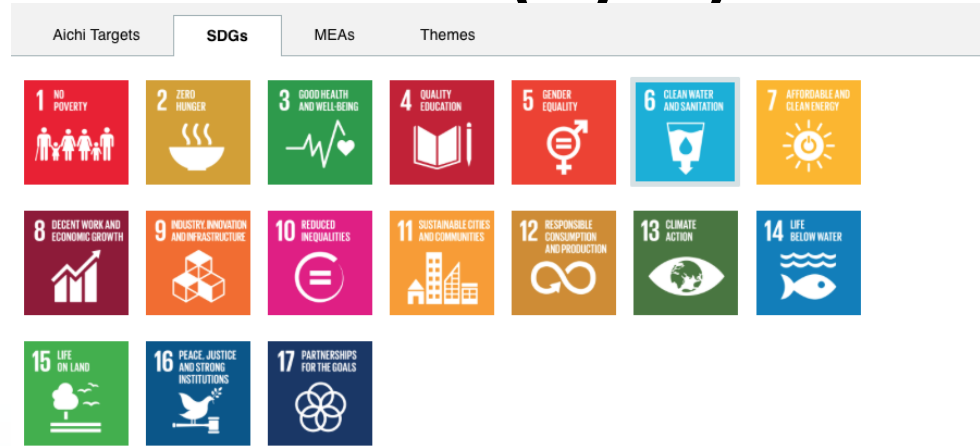 Aichi Targets SDGs MEAs Themes
1 NO
POVERTY
2 ZERO
HUNGER
3 GOOD HEALTH
AND WELL-BEING
4 QUALITY
EDUCATION
5 GENDER
EQUALITY
6 CLEAN WATER
AND SANITATION
7 AFFORDABLE AND
CLEAN ENERGY
8 DECENT WORK AND
ECONOMIC GROWTH
9 INDUSTRY, INNOVATION
AND INFRASTRUCTURE
10 REDUCED
INEQUALITIES
11 SUSTAINABLE CITIES
AND COMMUNITIES
12 RESPONSIBLE
CONSUMPTION
AND PRODUCTION
13 CLIMATE
ACTION
14 LIFE
BELOW WATER
15 LIFE
ON LAND
16 PEACE, JUSTICE
AND STRONG
INSTITUTIONS
17 PARTNERSHIPS
FOR THE GOALS